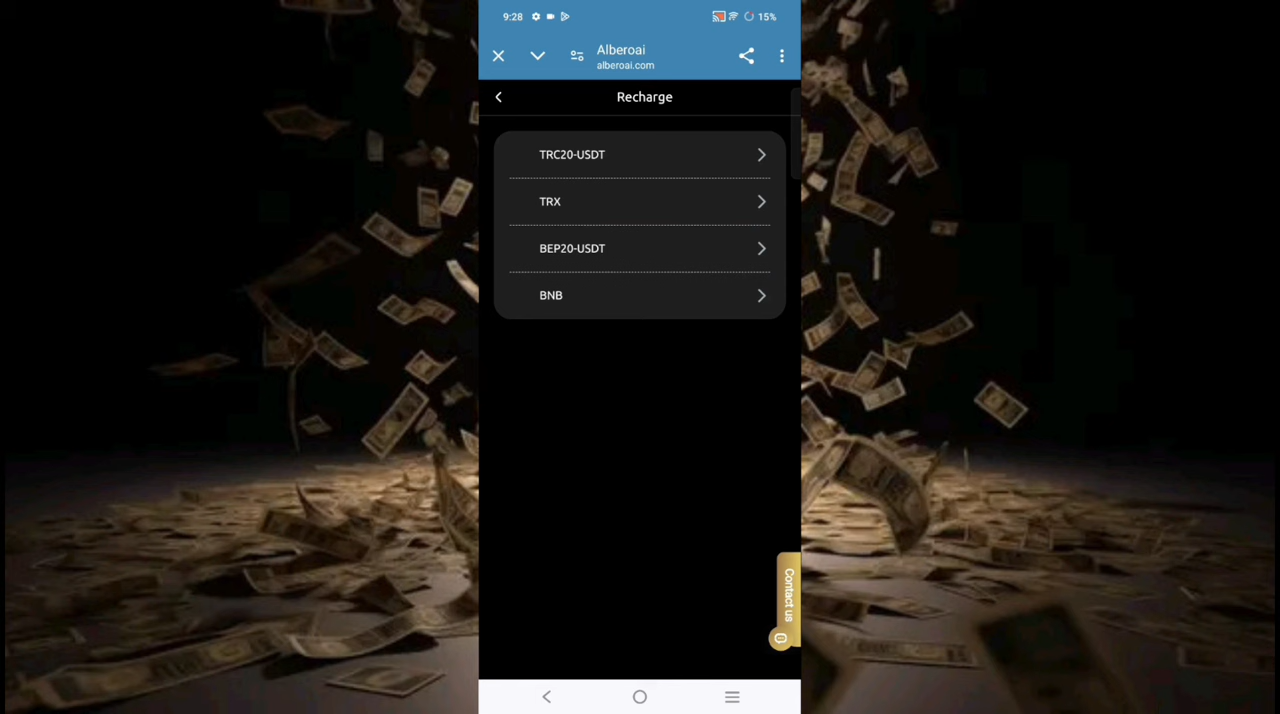 9:28
15%
Alberoai
alberoai.com
Recharge
TRC20-USDT
TRX
BEP20-USDT
BNB
Contact us